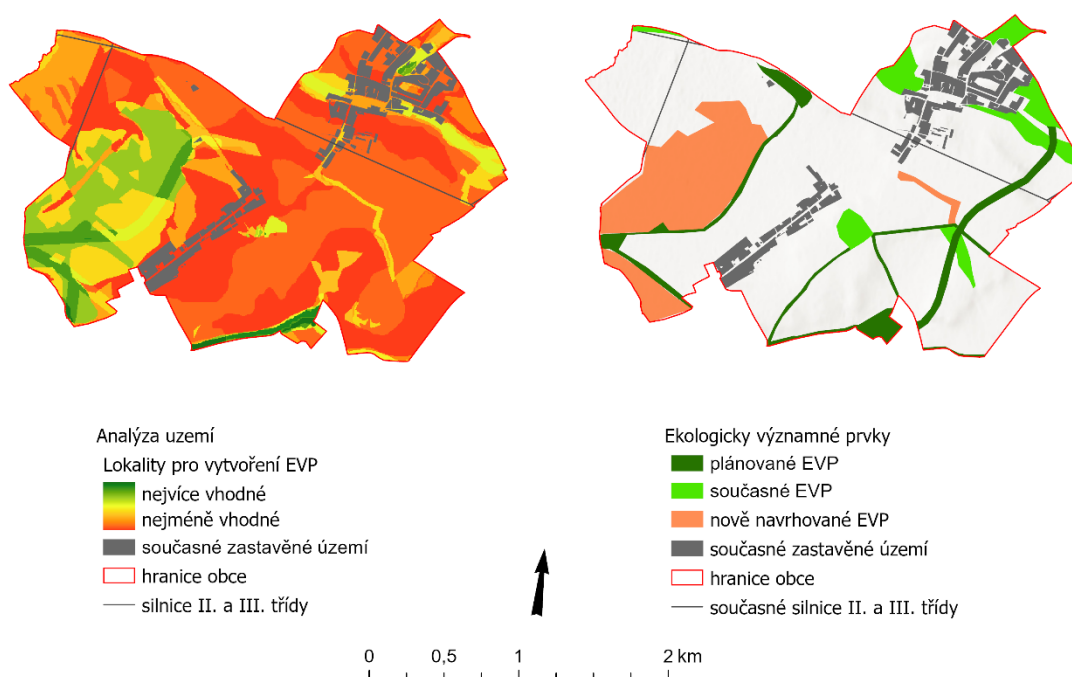 Analýza uzemí
Lokality pro vytvoření EVP
nejvíce vhodné
nejméně vhodné
současné zastavěné území
hranice obce
silnice II. a III. třídy
Ekologicky významné prvky
plánované EVP
současné EVP
nově navrhované EVP
současné zastavěné území
hranice obce
současné silnice II. a III. třídy
0 0,5 1 2 km